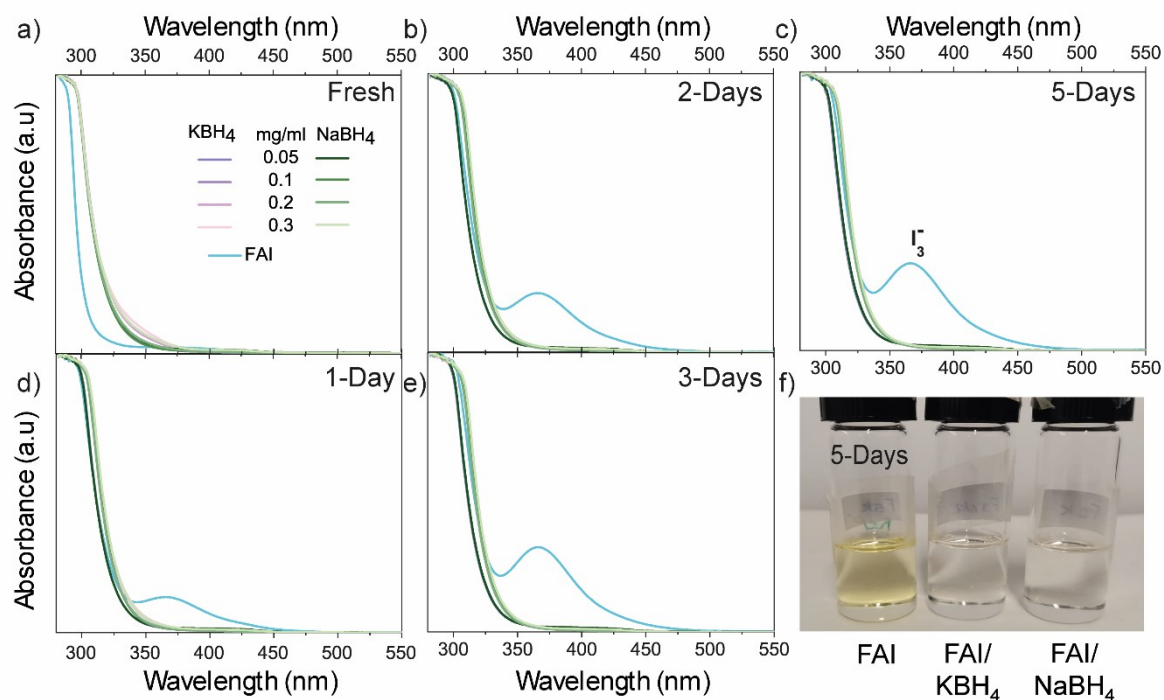 a)
Wavelength (nm)
300 350 400 450 500 550
Fresh
KBH4 mg/ml NaBH4
0.05
0.1
0.2
0.3
FAI
Absorbance (a.u)
b)
Wavelength (nm)
300 350 400 450 500 550
2-Days
c)
Wavelength (nm)
300 350 400 450 500 550
5-Days
I3-
Absorbance (a.u)
300 350 400 450 500 550
d)
1-Day
Absorbance (a.u)
300 350 400 450 500 550
Wavelength (nm)
e)
3-Days
300 350 400 450 500 550
Wavelength (nm)
f)
5-Days
FAI
FAI/
KBH4
FAI/
NaBH4